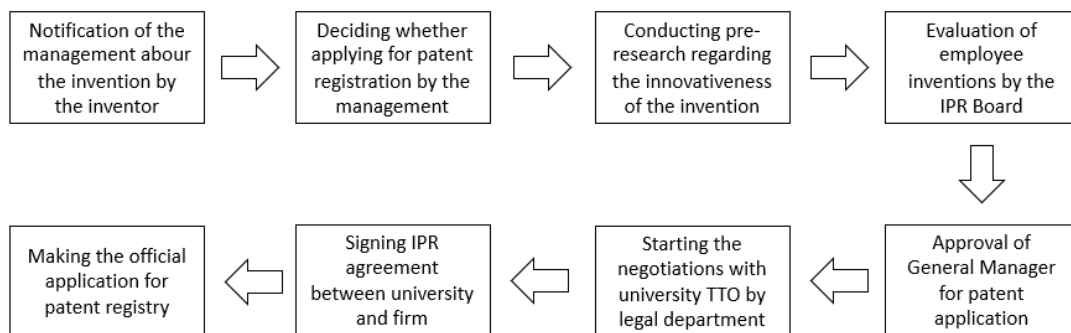 Notification of the
management abour
the invention by
the inventor
Deciding whether
applying for patent
registration by the
management
Conducting pre-
research regarding
the innovativeness
of the invention
Evaluation of
employee
inventions by the
IPR Board
Approval of
General Manager
for patent
application
Starting the
negotiations with
university TTO by
legal department
Signing IPR
agreement
between university
and firm
Making the official
application for
patent registry